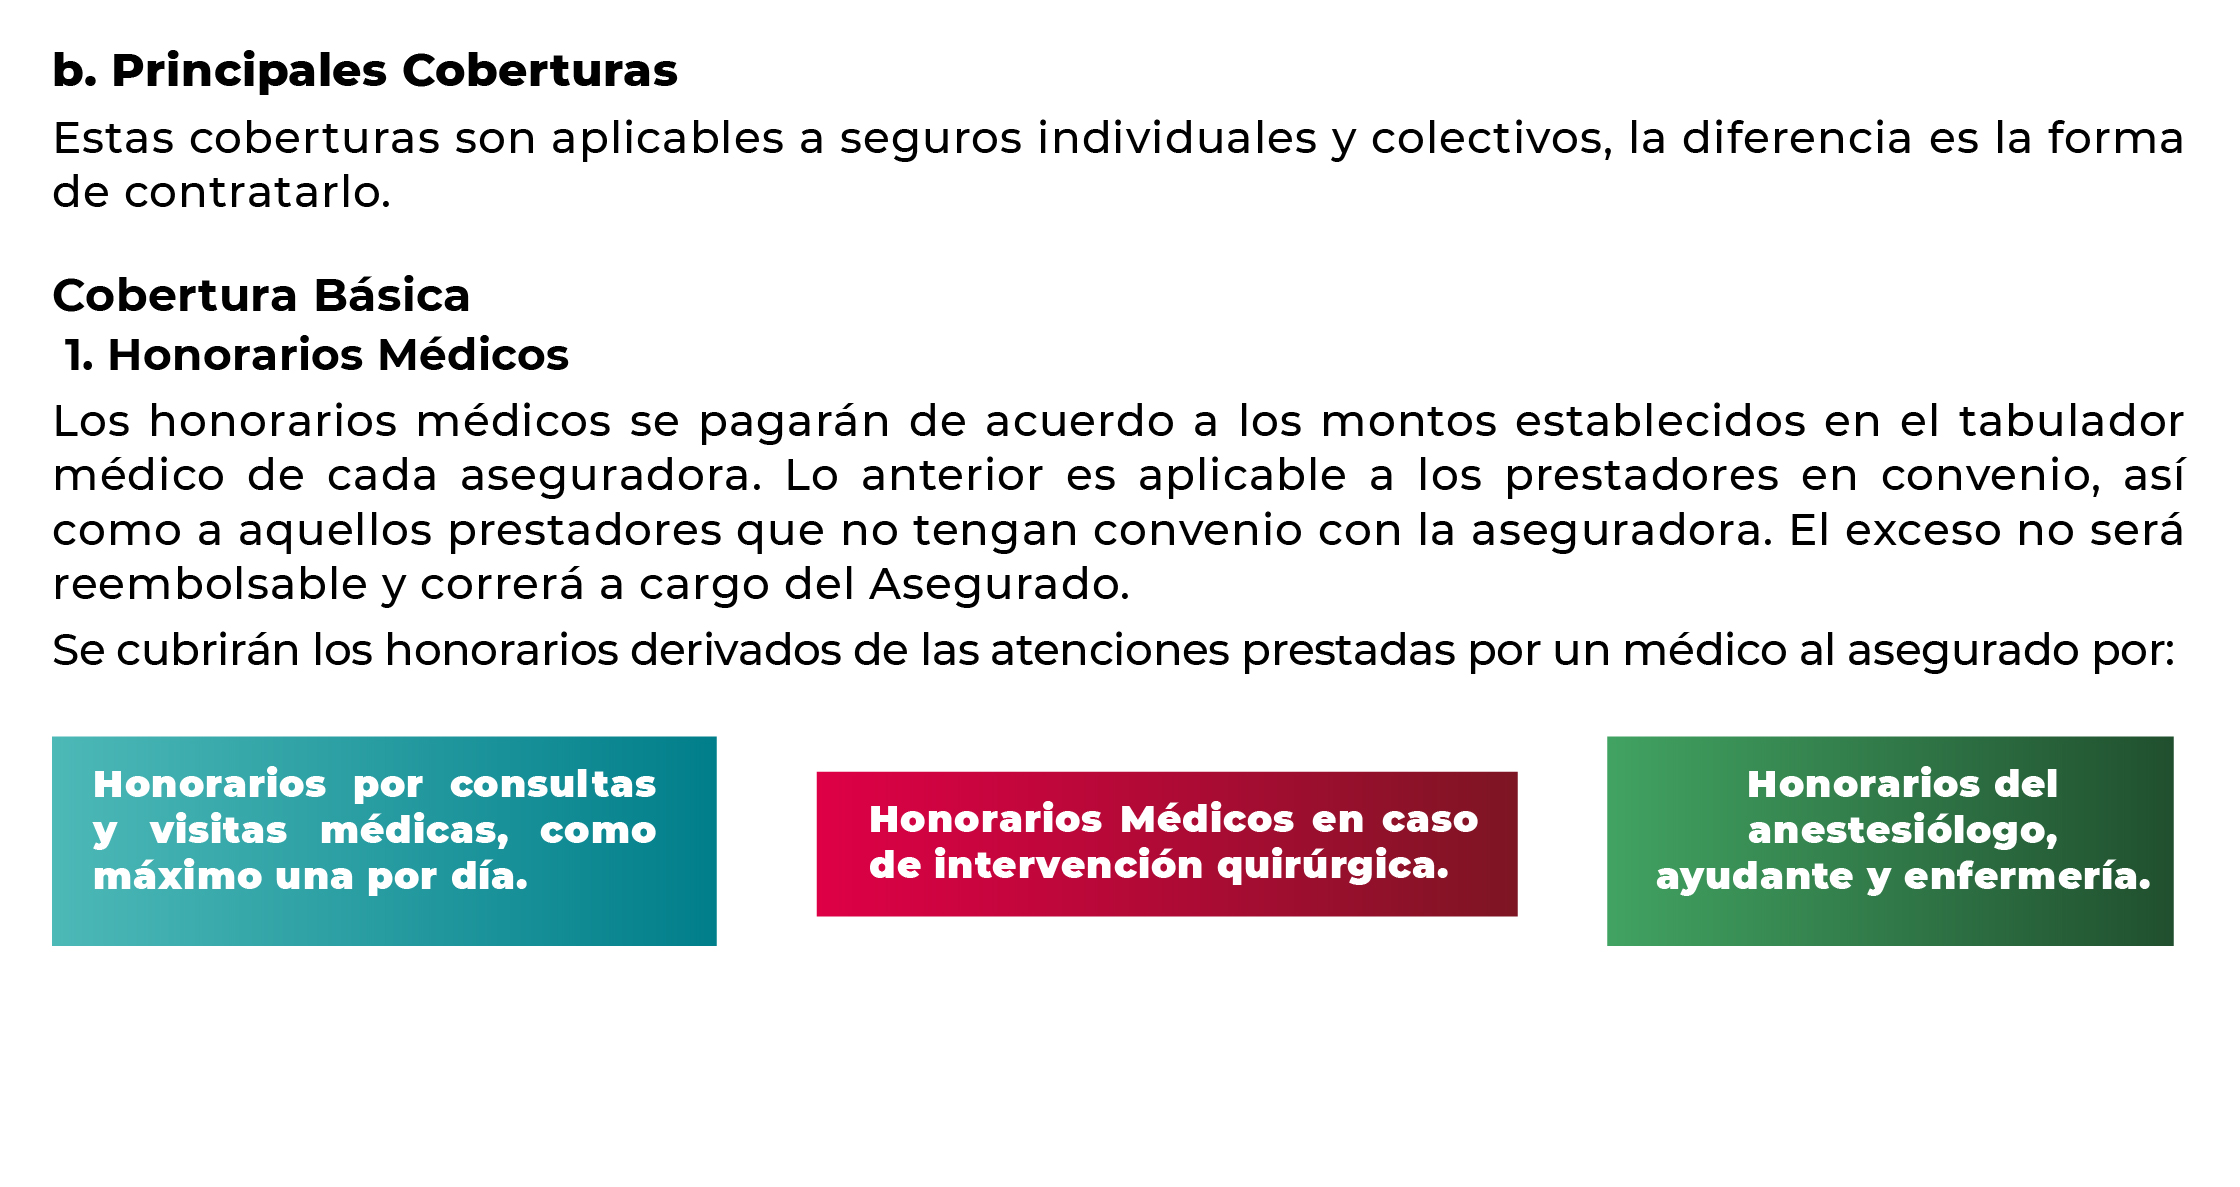 b. Principales Coberturas
Estas coberturas son aplicables a seguros individuales y colectivos, la diferencia es la forma
de contratarlo.
Cobertura Básica
1. Honorarios Médicos
Los honorarios médicos se pagarán de acuerdo a los montos establecidos en el tabulador
médico de cada aseguradora. Lo anterior es aplicable a los prestadores en convenio, así
como a aquellos prestadores que no tengan convenio con la aseguradora. El exceso no será
reembolsable y correrá a cargo del Asegurado.
Se cubrirán los honorarios derivados de las atenciones prestadas por un médico al asegurado por:
Honorarios por consultas
y visitas médicas, como
máximo una por día.
Honorarios Médicos en caso
de intervención quirúrgica.
Honorarios del
anestesiólogo,
ayudante y enfermería.